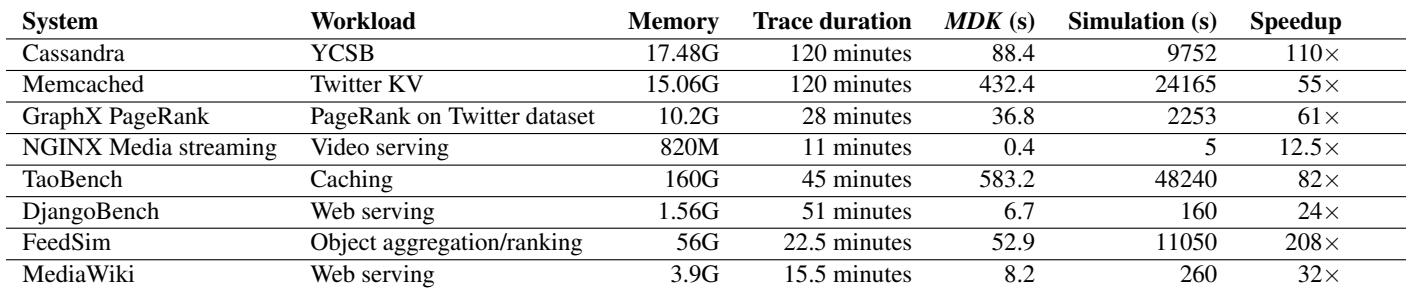 System Workload Memory Trace duration MDK (s) Simulation (s) Speedup
Cassandra YCSB 17.48G 120 minutes 88.4 9752 110×
Memcached Twitter KV 15.06G 120 minutes 432.4 24165 55×
GraphX PageRank PageRank on Twitter dataset 10.2G 28 minutes 36.8 2253 61×
NGINX Media streaming Video serving 820M 11 minutes 0.4 5 12.5×
TaoBench Caching 160G 45 minutes 583.2 48240 82×
DjangoBench Web serving 1.56G 51 minutes 6.7 160 24×
FeedSim Object aggregation/ranking 56G 22.5 minutes 52.9 11050 208×
MediaWiki Web serving 3.9G 15.5 minutes 8.2 260 32×